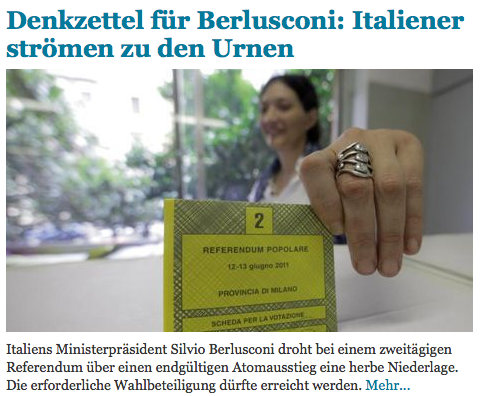 Denkzettel für Berlusconi: Italiener
strömen zu den Urnen
2
REFERENDUM POPOLARE
12-13 giugno 2011
PROVINCIA DI MILANO
SCHEDA PER LA VOTAZIONE
Italiens Ministerpräsident Silvio Berlusconi droht bei einem zweitägigen
Referendum über einen endgültigen Atomausstieg eine herbe Niederlage.
Die erforderliche Wahlbeteiligung dürfte erreicht werden. Mehr...